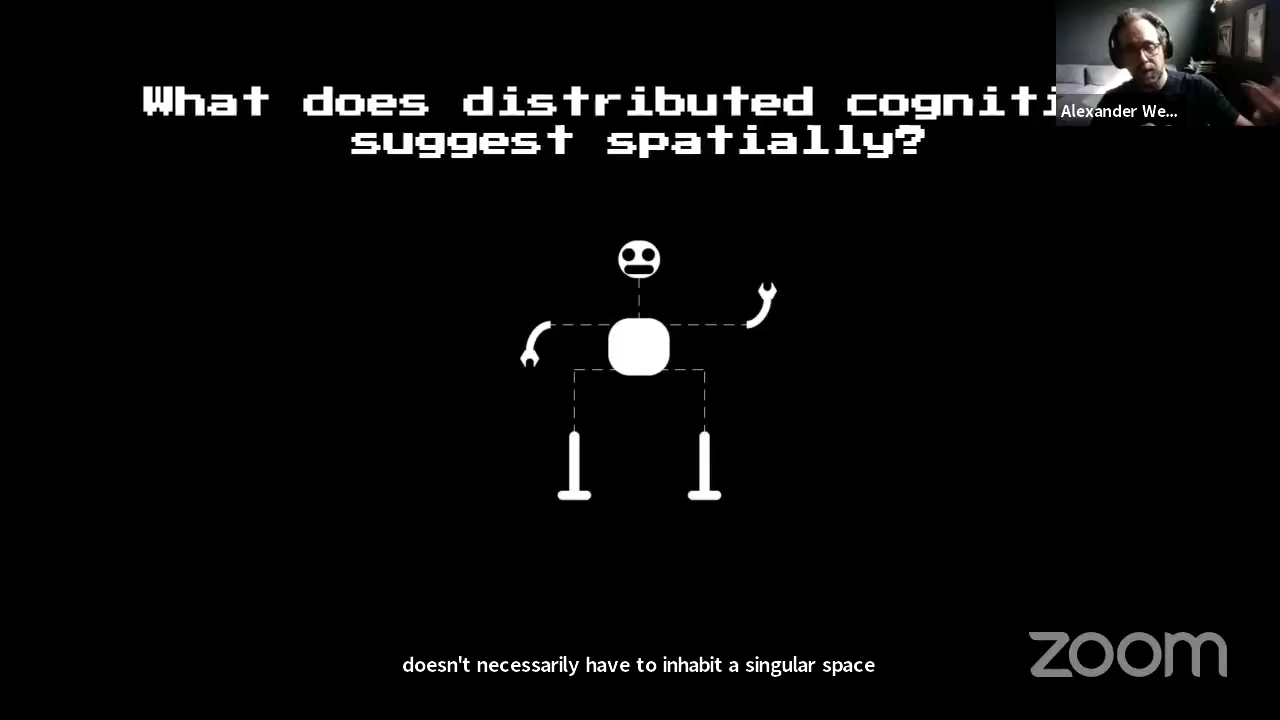 What does distributed cogniti
suggest spatially?
Alexander We...
doesn't necessarily have to inhabit a singular space
zoom